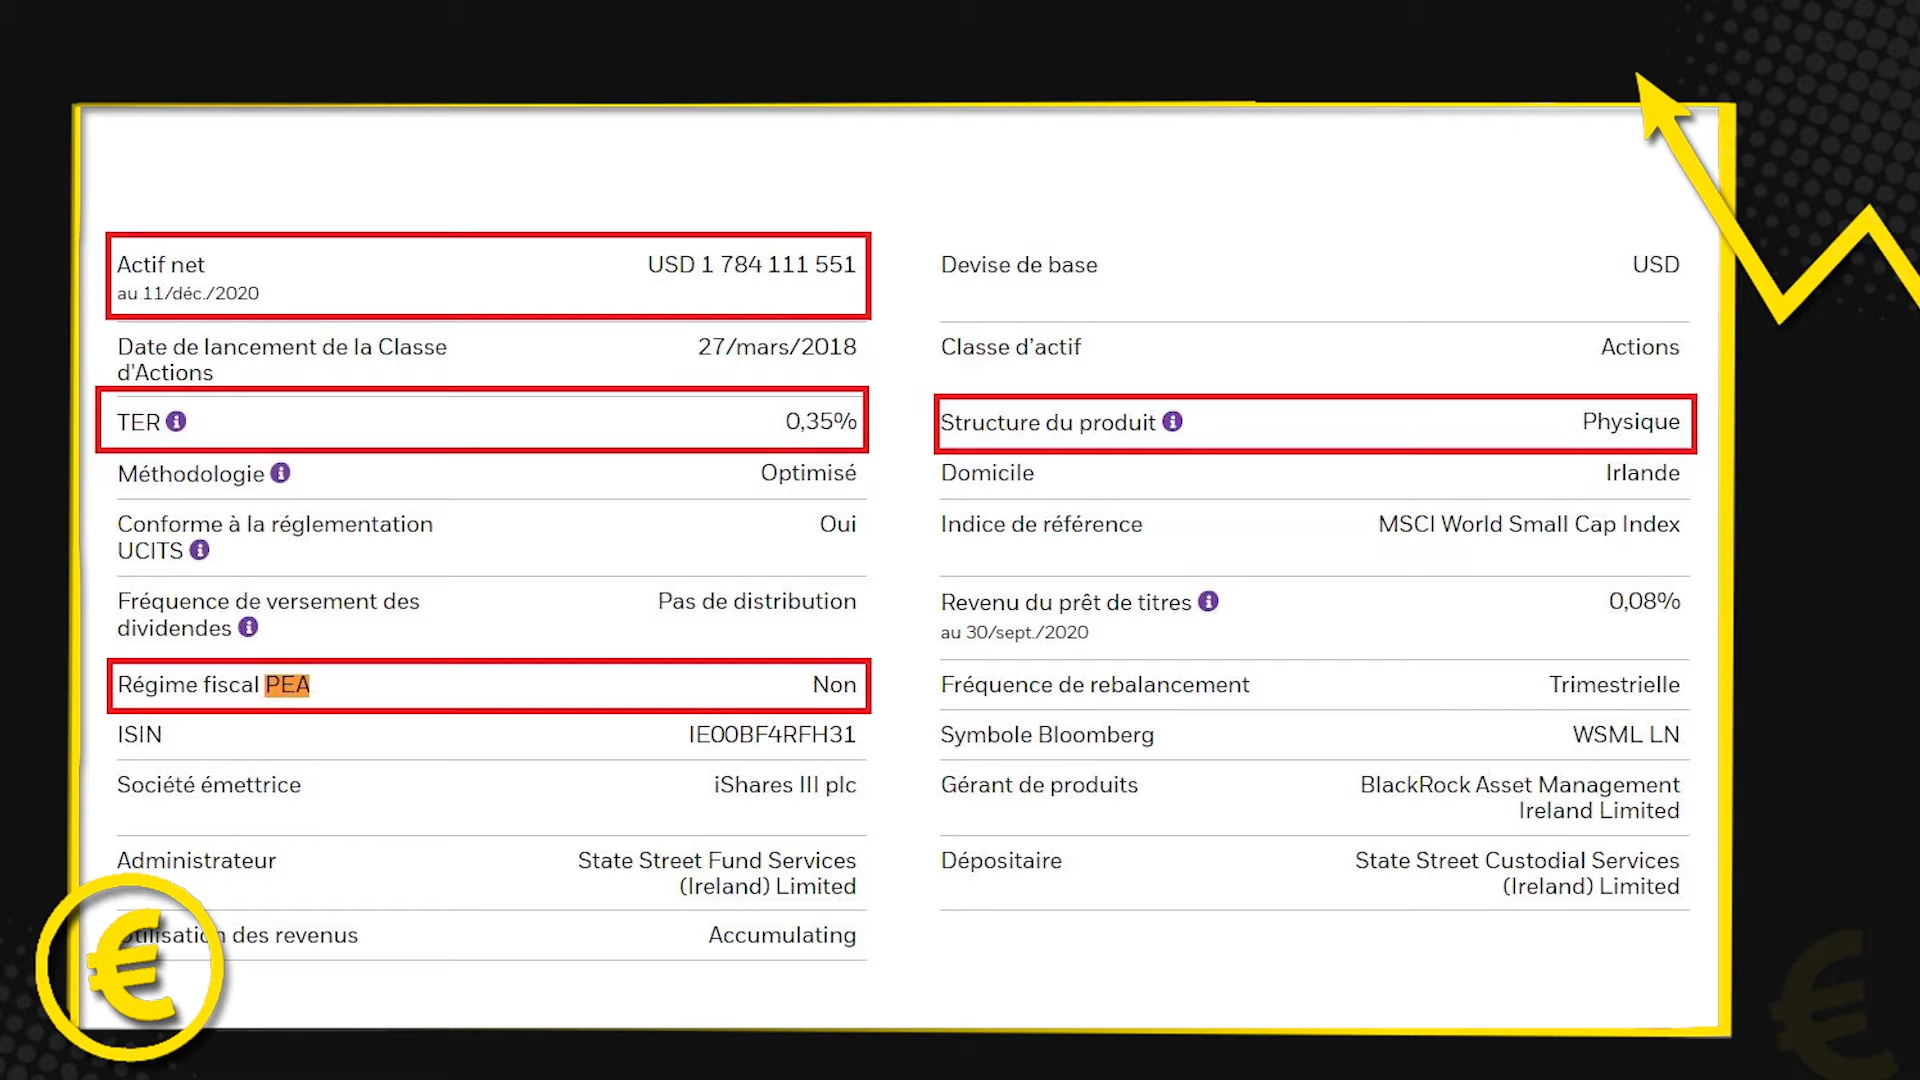 Actif net USD 1 784 111 551
au 11/déc./2020
Date de lancement de la Classe 27/mars/2018
d'Actions
TER 0,35%
Méthodologie Optimisé
Conforme à la réglementation Oui
UCITS
Fréquence de versement des Pas de distribution
dividendes
Régime fiscal PEA Non
ISIN IE00BF4RFH31
Société émettrice iShares III plc
Administrateur State Street Fund Services
(Ireland) Limited
Utilisation des revenus Accumulating
Devise de base USD
Classe d’actif Actions
Structure du produit Physique
Domicile Irlande
Indice de référence MSCI World Small Cap Index
Revenu du prêt de titres 0,08%
au 30/sept./2020
Fréquence de rebalancement Trimestrielle
Symbole Bloomberg WSML LN
Gérant de produits BlackRock Asset Management
Ireland Limited
Dépositaire State Street Custodial Services
(Ireland) Limited
€